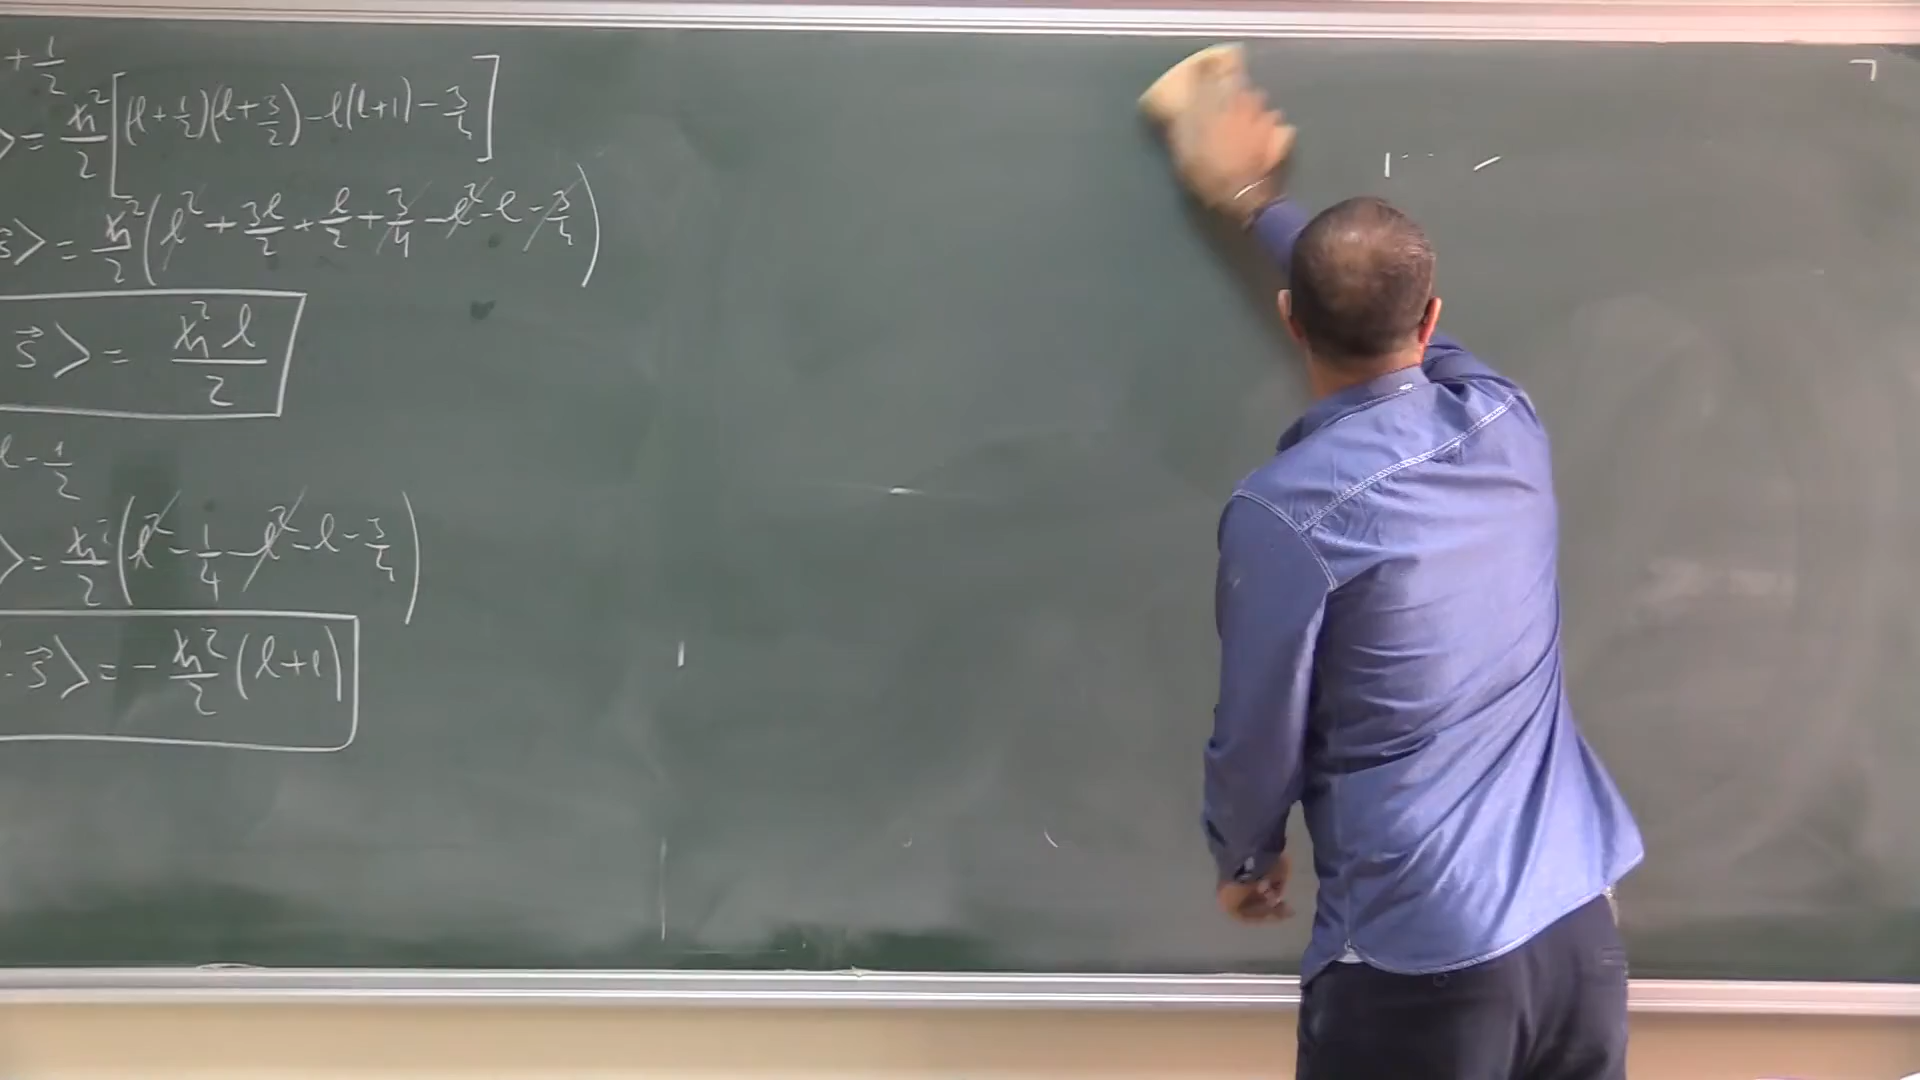 + 1/2
> = ħ²/2 [(ℓ + 1/2)(ℓ + 3/2) - ℓ(ℓ+1) - 3/4]
s⃗> = ħ²/2 (ℓ² + 3ℓ/2 + ℓ/2 + 3/4 - ℓ² - ℓ - 3/4)
s⃗> = ħ²ℓ/2
ℓ - 1/2
> = ħ²/2 (ℓ² - 1/4 - ℓ² - ℓ - 3/4)
· s⃗> = - ħ²/2 (ℓ+1)